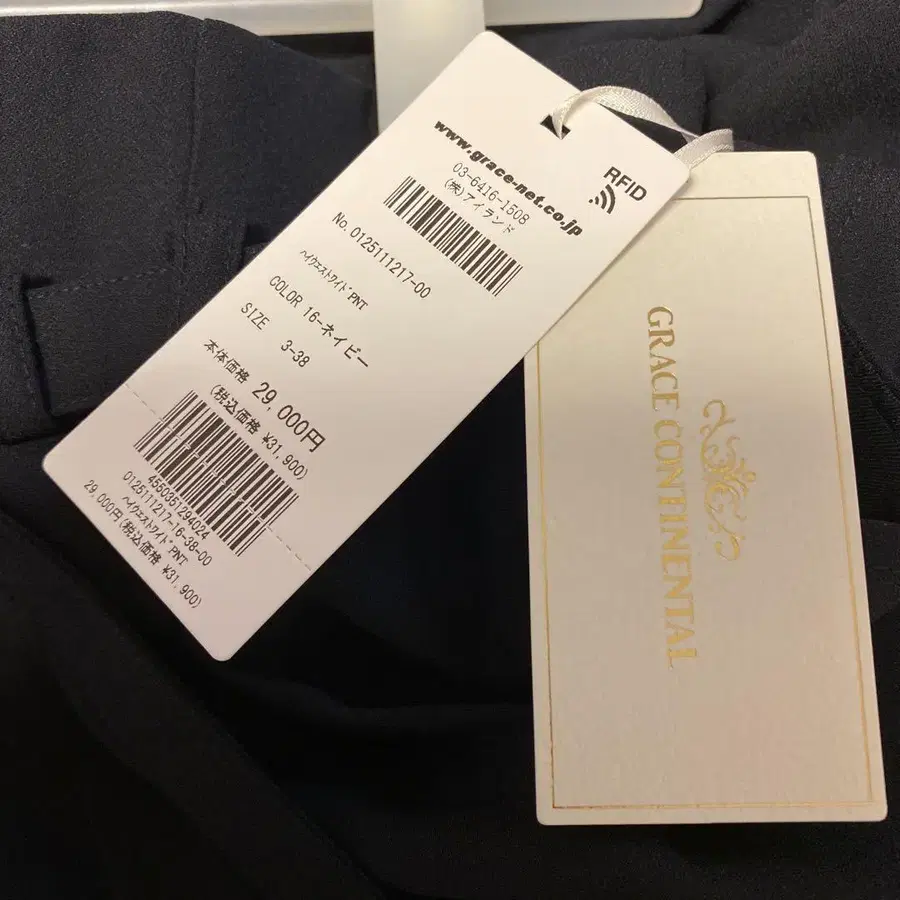 RFID
www.grace-net.co.jp
03-6416-1508
(株)アイランド
No. 0125111217-00
ハイウエストワイドPNT
COLOR 16-ネイビー
SIZE 3-38
本体価格 29,000円
(税込価格 ¥31,900)
4550351294024
0125111217-16-38-00
ハイウエストワイドPNT
29,000円(税込価格 ¥31,900)
GRACE CONTINENTAL